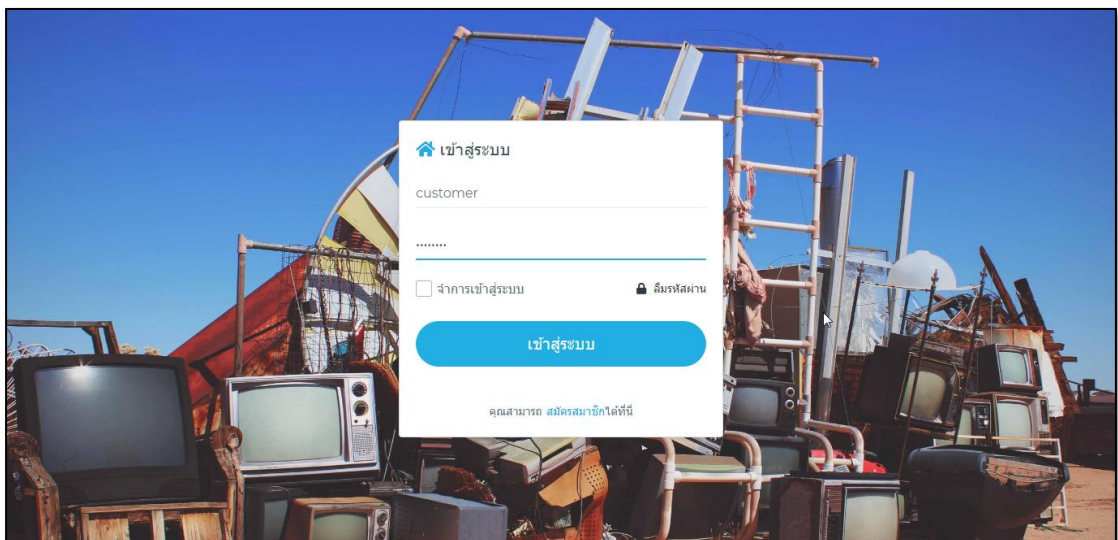 เข้าสู่ระบบ
customer
........
จำการเข้าสู่ระบบ ลืมรหัสผ่าน
เข้าสู่ระบบ
คุณสามารถ สมัครสมาชิกได้ที่นี่